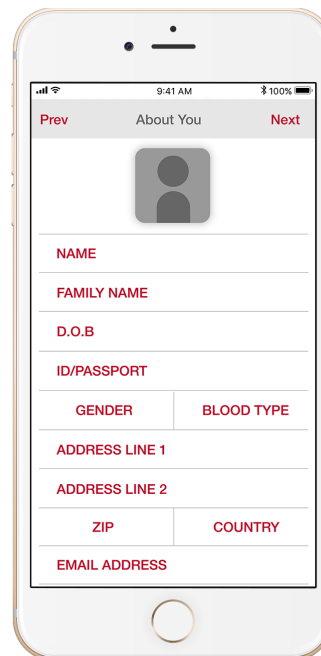 9:41 AM 100%
Prev About You Next
NAME
FAMILY NAME
D.O.B
ID/PASSPORT
GENDER BLOOD TYPE
ADDRESS LINE 1
ADDRESS LINE 2
ZIP COUNTRY
EMAIL ADDRESS